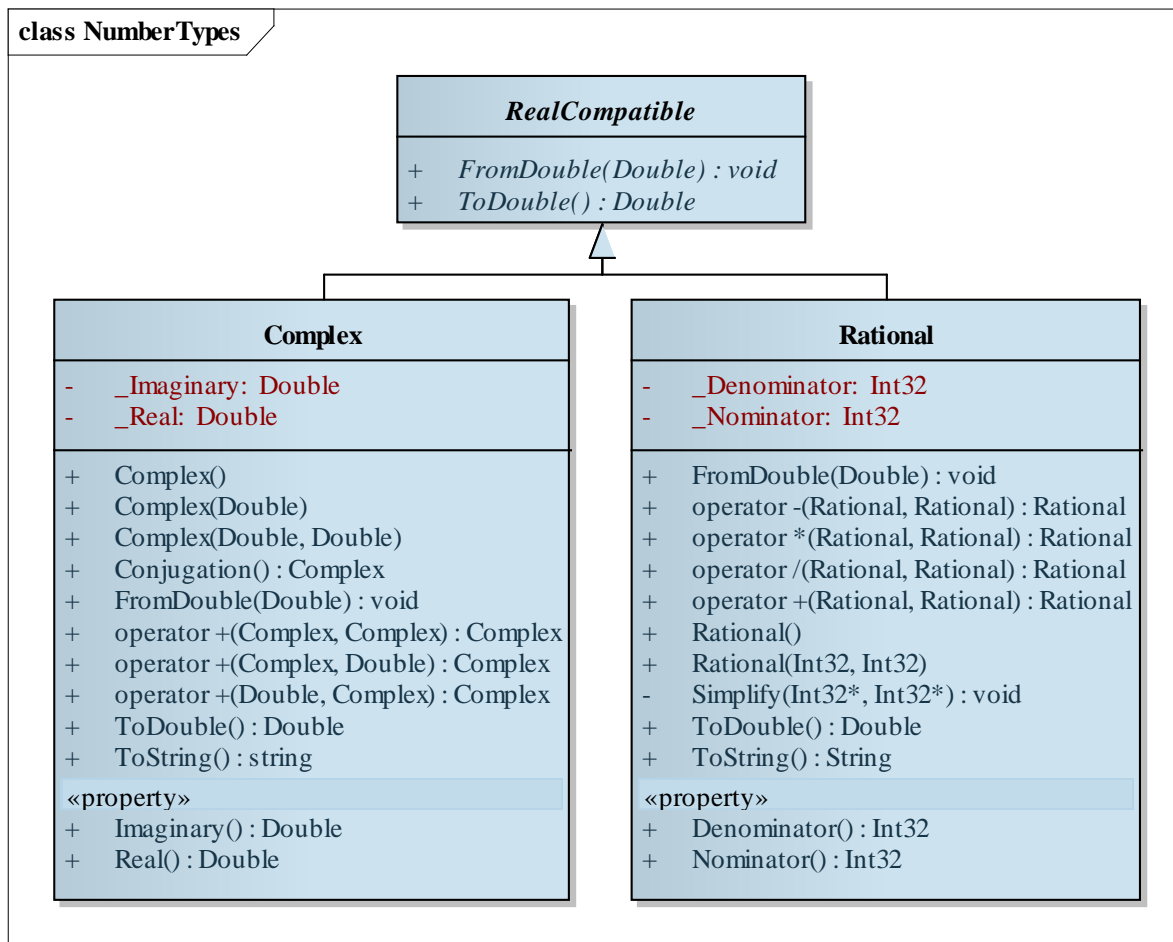 class NumberTypes
RealCompatible
+ FromDouble(Double) : void
+ ToDouble() : Double
Complex
- _Imaginary: Double
- _Real: Double
+ Complex()
+ Complex(Double)
+ Complex(Double, Double)
+ Conjugation() : Complex
+ FromDouble(Double) : void
+ operator +(Complex, Complex) : Complex
+ operator +(Complex, Double) : Complex
+ operator +(Double, Complex) : Complex
+ ToDouble() : Double
+ ToString() : string
«property»
+ Imaginary() : Double
+ Real() : Double
Rational
- _Denominator: Int32
- _Nominator: Int32
+ FromDouble(Double) : void
+ operator -(Rational, Rational) : Rational
+ operator *(Rational, Rational) : Rational
+ operator /(Rational, Rational) : Rational
+ operator +(Rational, Rational) : Rational
+ Rational()
+ Rational(Int32, Int32)
- Simplify(Int32*, Int32*) : void
+ ToDouble() : Double
+ ToString() : String
«property»
+ Denominator() : Int32
+ Nominator() : Int32